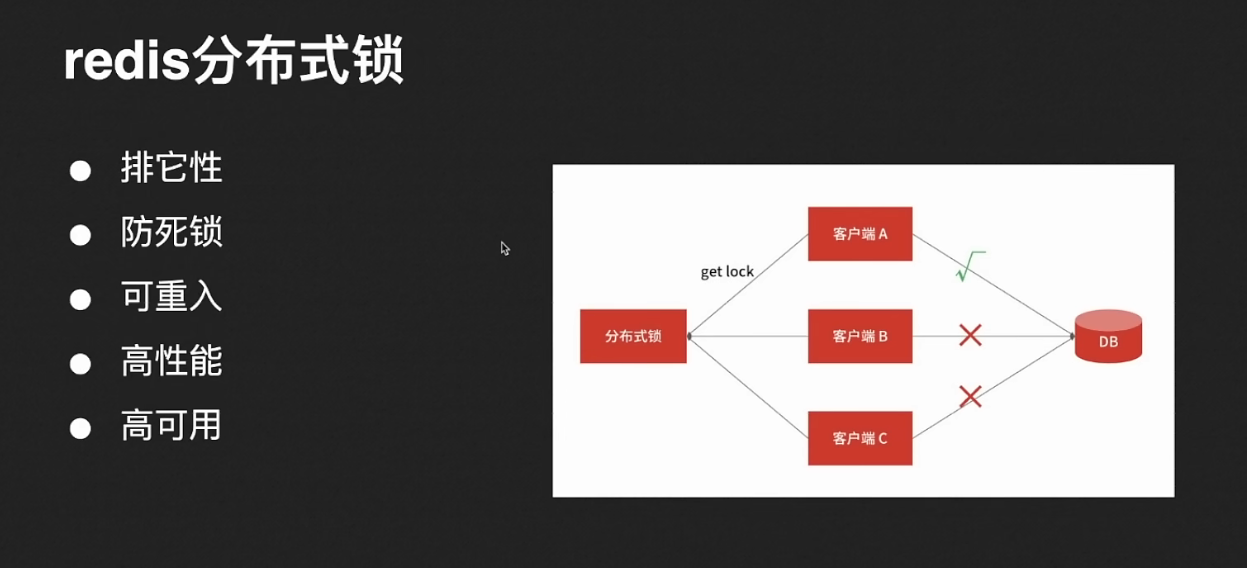 redis分布式锁
排它性
防死锁
可重入
高性能
高可用
客户端 A
get lock
分布式锁
客户端 B
DB
客户端 C